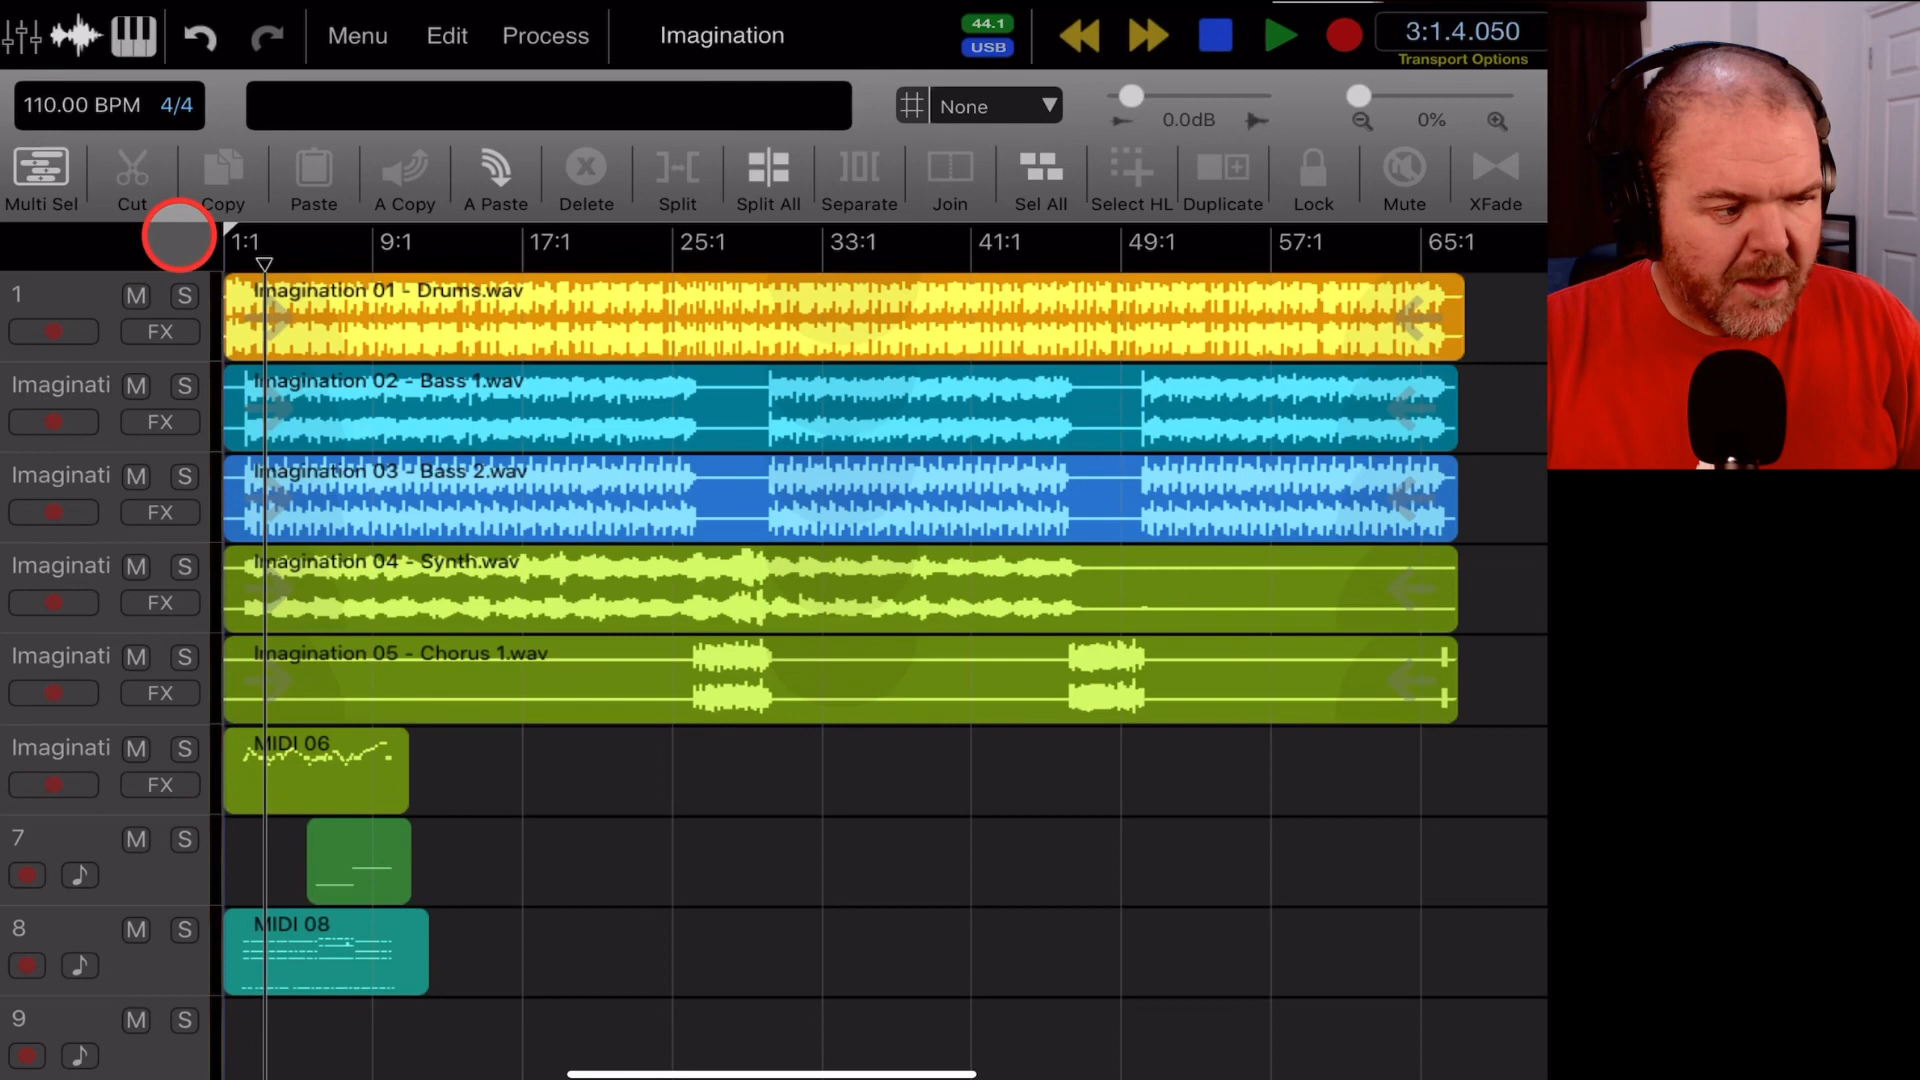 Menu Edit Process Imagination 44.1 USB 3:1.4.050
Transport Options
110.00 BPM 4/4 None 0.0dB 0%
Multi Sel Cut Copy Paste A Copy A Paste Delete Split Split All Separate Join Sel All Select HL Duplicate Lock Mute XFade
1:1 9:1 17:1 25:1 33:1 41:1 49:1 57:1 65:1
1 M S Imagination 01 - Drums.wav
FX
Imaginati M S Imagination 02 - Bass 1.wav
FX
Imaginati M S Imagination 03 - Bass 2.wav
FX
Imaginati M S Imagination 04 - Synth.wav
FX
Imaginati M S Imagination 05 - Chorus 1.wav
FX
Imaginati M S MIDI 06
FX
7 M S
8 M S MIDI 08
9 M S